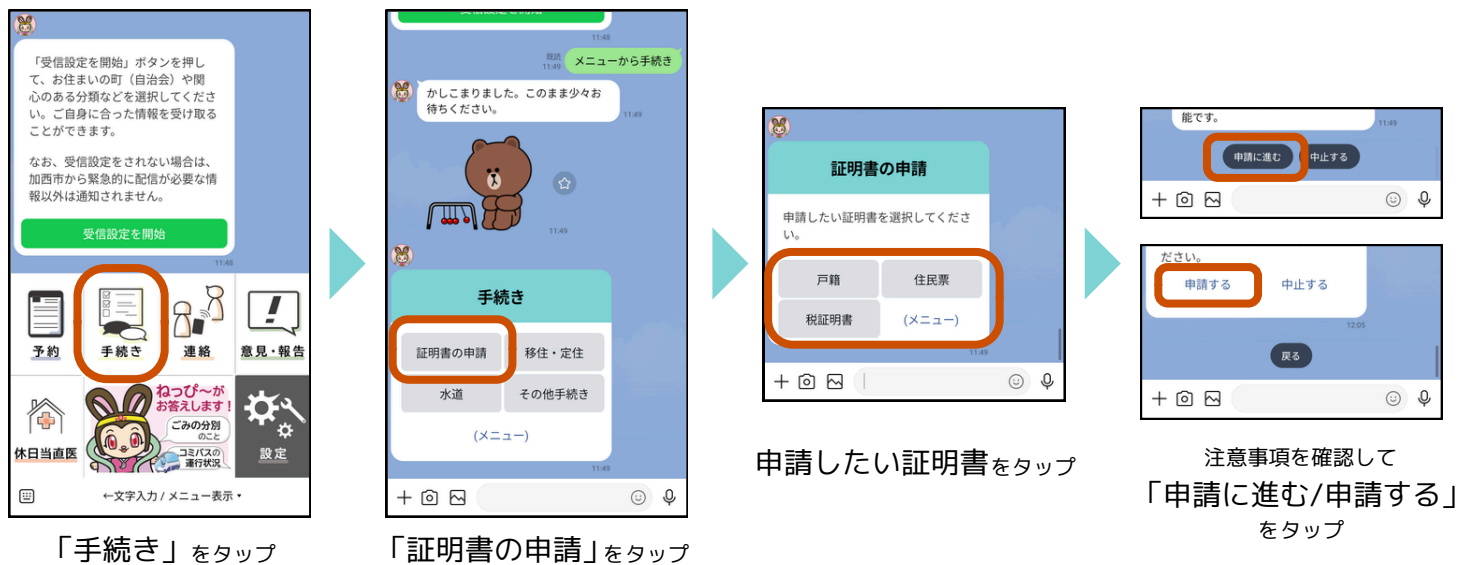 「受信設定を開始」ボタンを押し
て、お住まいの町（自治会）や関
心のある分類などを選択してくださ
い。ご自身に合った情報を受け取る
ことができます。
なお、受信設定をされない場合は、
加西市から緊急的に配信が必要な情
報以外は通知されません。
受信設定を開始
11:48
予約
手続き
連絡
意見・報告
休日当直医
ねっぴ〜が
お答えします！
ごみの分別
のこと
コミバスの
運行状況
設定
←文字入力 / メニュー表示▼
「手続き」をタップ
11:48
既読
11:49
メニューから手続き
かしこまりました。このまま少々お
待ちください。
11:49
11:49
手続き
証明書の申請
移住・定住
水道
その他手続き
(メニュー)
11:49
「証明書の申請」をタップ
証明書の申請
申請したい証明書を選択してくださ
い。
戸籍
住民票
税証明書
(メニュー)
11:49
申請したい証明書をタップ
能です。
11:49
申請に進む
中止する
ださい。
申請する
中止する
12:05
戻る
注意事項を確認して
「申請に進む/申請する」
をタップ